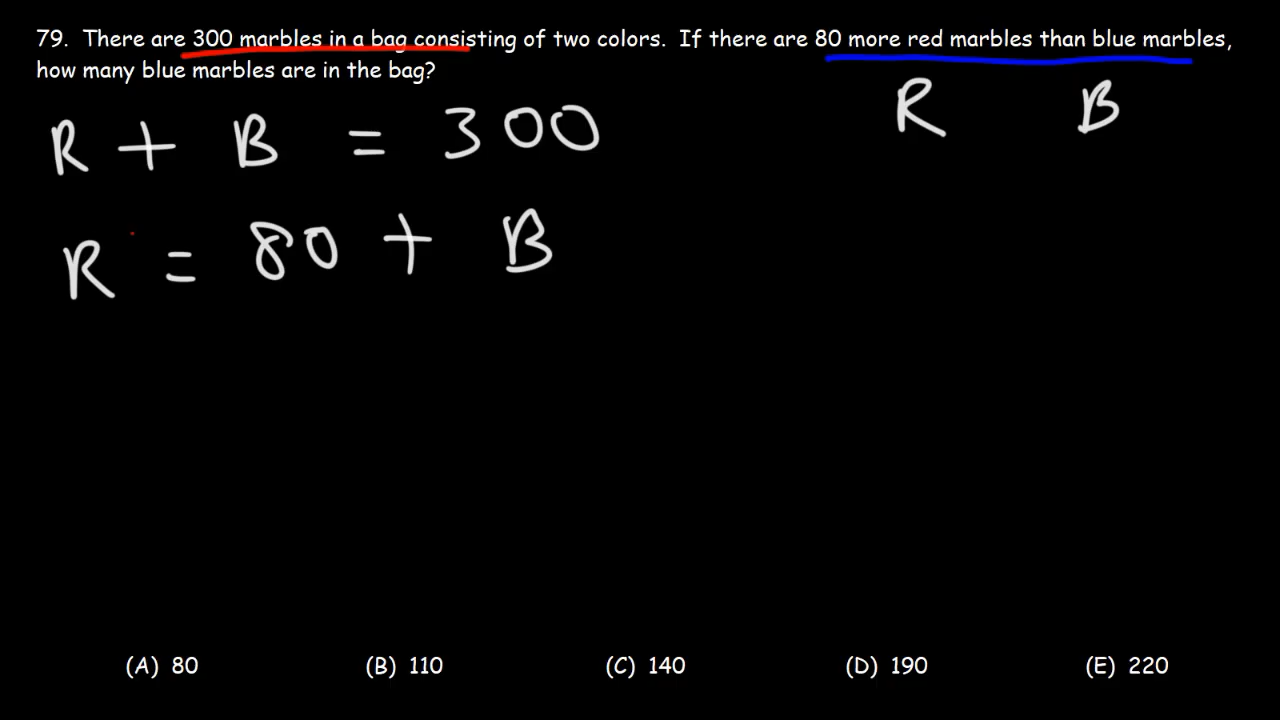 79. There are 300 marbles in a bag consisting of two colors. If there are 80 more red marbles than blue marbles,
how many blue marbles are in the bag?
R B
R + B = 300
R = 80 + B
(A) 80 (B) 110 (C) 140 (D) 190 (E) 220